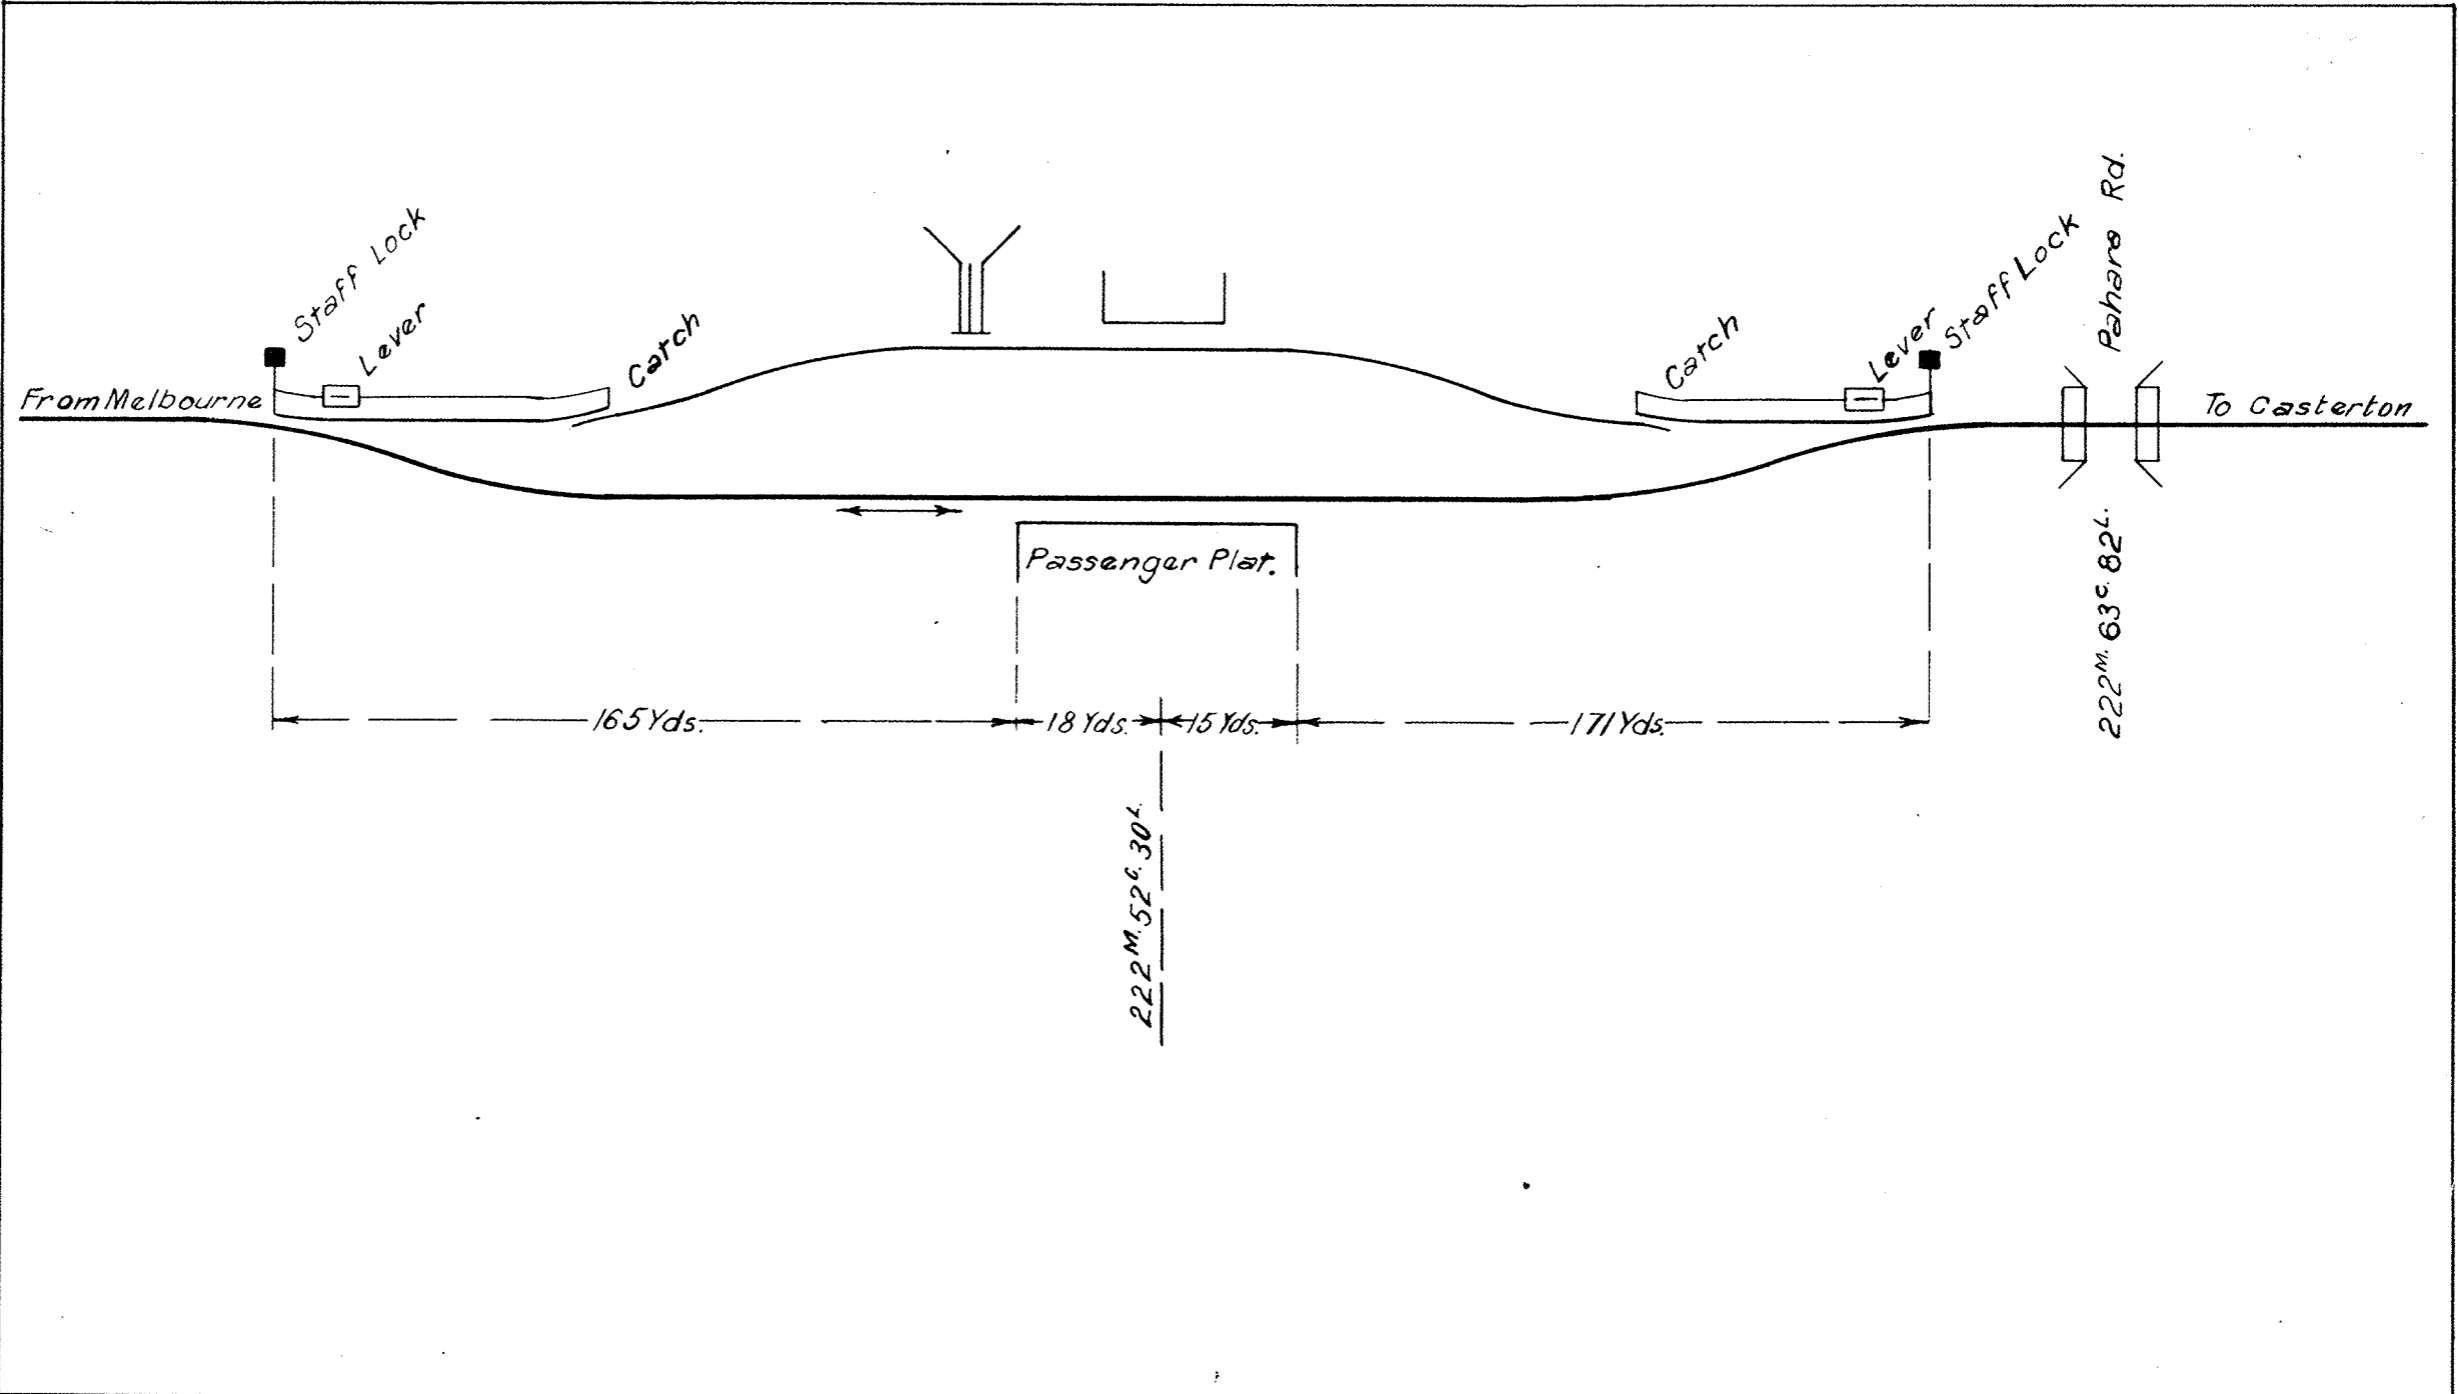 Staff Lock
Lever
Catch
Catch
Lever
Staff Lock
Pahara Rd.
From Melbourne
To Casterton
Passenger Plat.
165 Yds.
18 Yds.
15 Yds.
171 Yds.
222M. 63C. 82L.
222M. 52C. 30L.